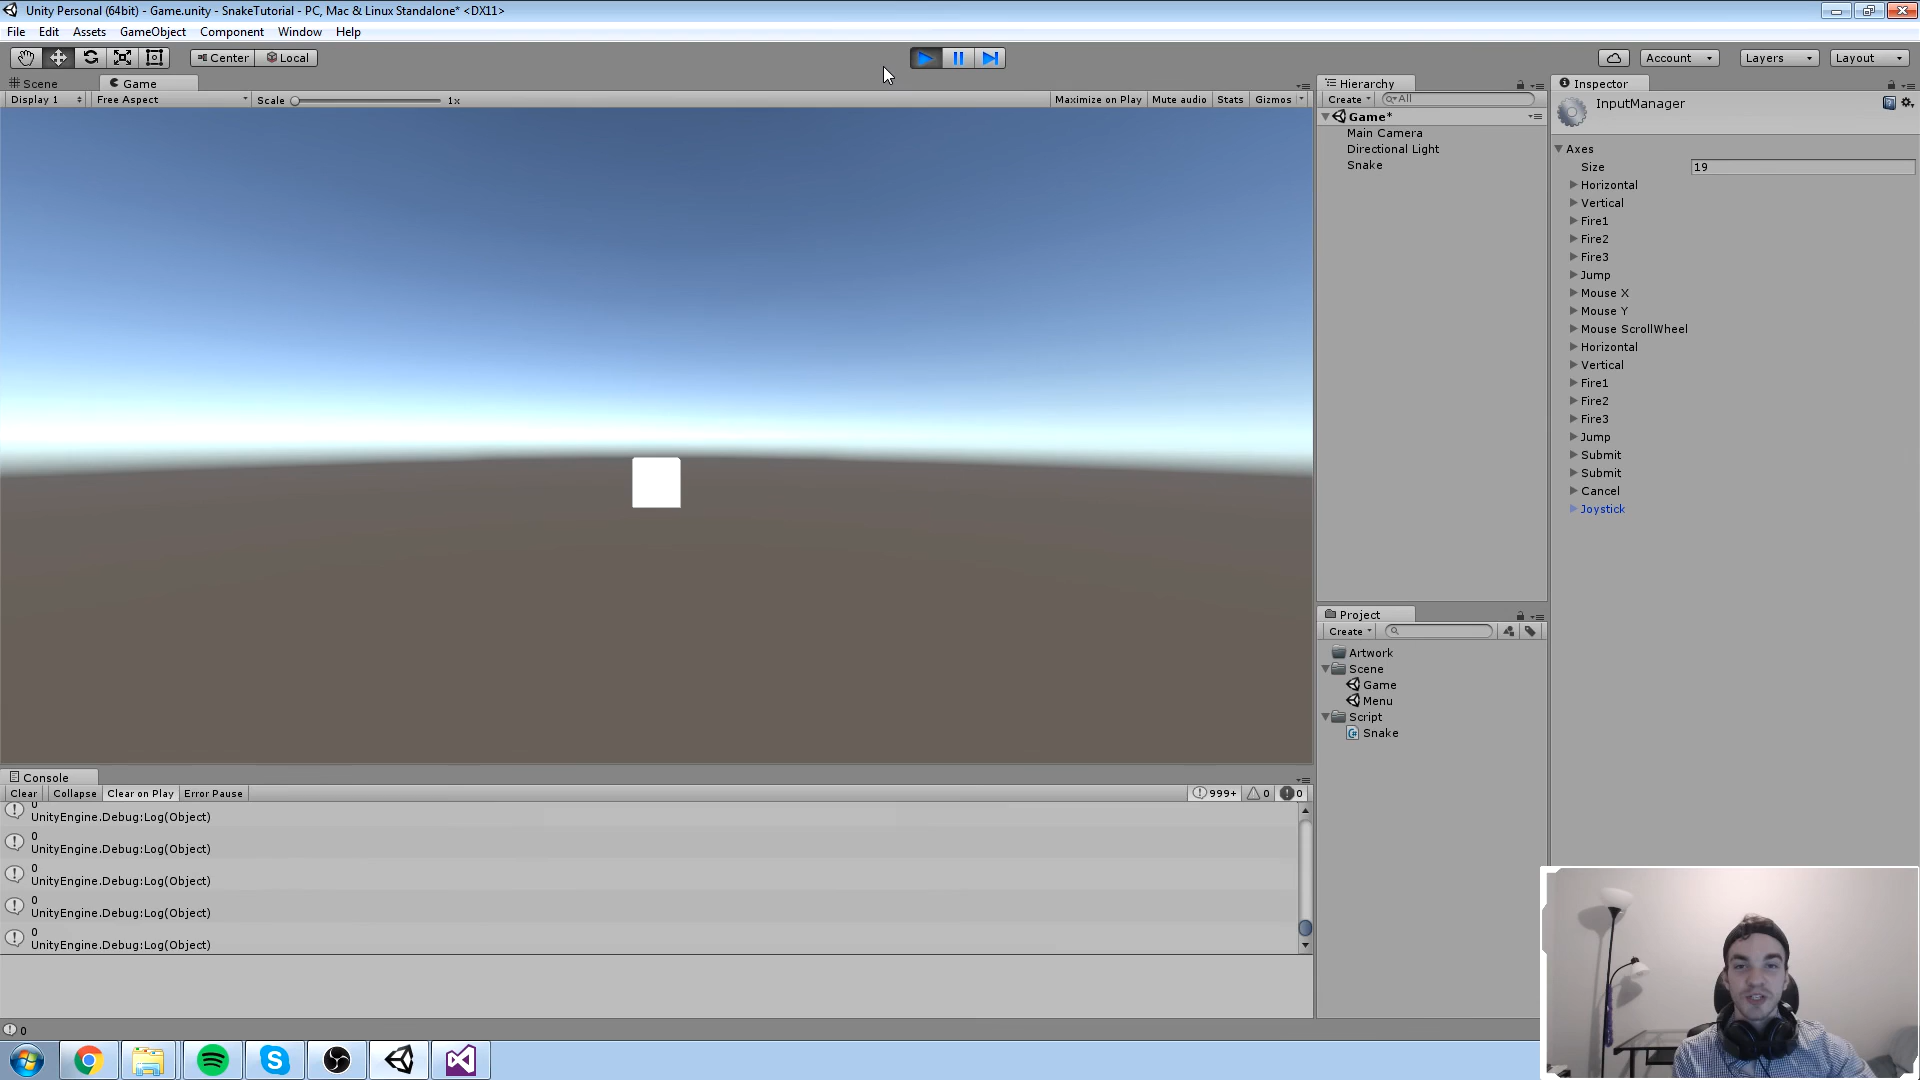 Unity Personal (64bit) - Game.unity - SnakeTutorial - PC, Mac & Linux Standalone* <DX11>
File Edit Assets GameObject Component Window Help
Center Local
Account Layers Layout
Scene Game
Display 1 Free Aspect Scale 1x Maximize on Play Mute audio Stats Gizmos
Hierarchy
Create All
Game*
Main Camera
Directional Light
Snake
Inspector
InputManager
Axes
Size 19
Horizontal
Vertical
Fire1
Fire2
Fire3
Jump
Mouse X
Mouse Y
Mouse ScrollWheel
Horizontal
Vertical
Fire1
Fire2
Fire3
Jump
Submit
Submit
Cancel
Joystick
Project
Create
Artwork
Scene
Game
Menu
Script
Snake
Console
Clear Collapse Clear on Play Error Pause 999+ 0 0
0
UnityEngine.Debug:Log(Object)
0
UnityEngine.Debug:Log(Object)
0
UnityEngine.Debug:Log(Object)
0
UnityEngine.Debug:Log(Object)
0
UnityEngine.Debug:Log(Object)
0